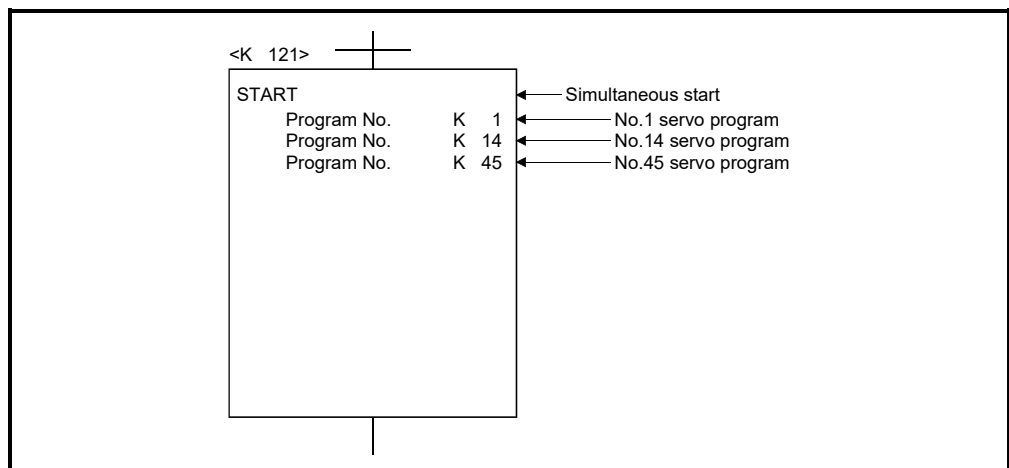 <K 121>
START Simultaneous start
Program No. K 1 No.1 servo program
Program No. K 14 No.14 servo program
Program No. K 45 No.45 servo program